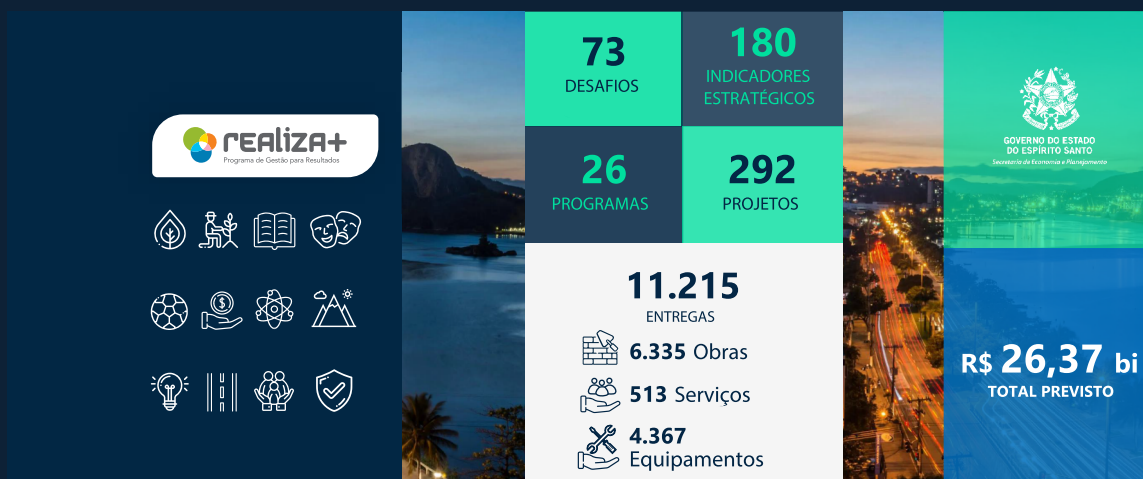 realiza+
Programa de Gestão para Resultados
73
DESAFIOS
180
INDICADORES
ESTRATÉGICOS
26
PROGRAMAS
292
PROJETOS
11.215
ENTREGAS
6.335 Obras
513 Serviços
4.367
Equipamentos
GOVERNO DO ESTADO
DO ESPÍRITO SANTO
Secretaria de Economia e Planejamento
R$ 26,37 bi
TOTAL PREVISTO